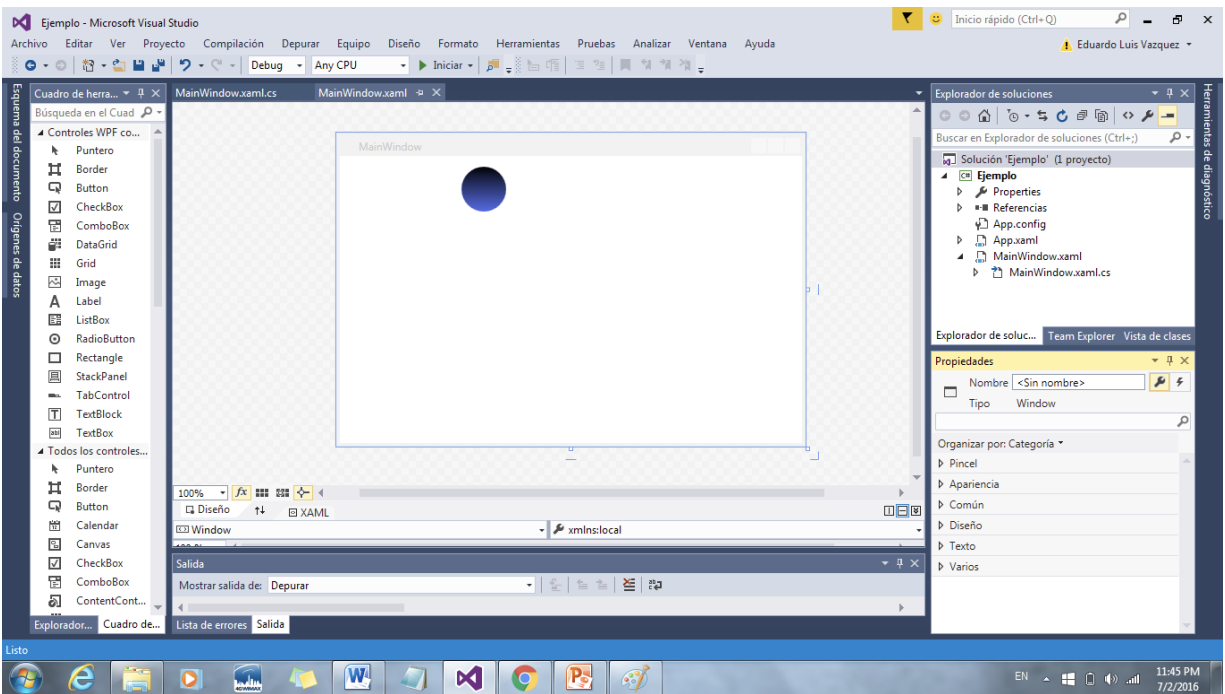 Ejemplo - Microsoft Visual Studio
Inicio rápido (Ctrl+Q)
Archivo Editar Ver Proyecto Compilación Depurar Equipo Diseño Formato Herramientas Pruebas Analizar Ventana Ayuda
Eduardo Luis Vazquez
Debug Any CPU Iniciar
Esquema del documento
Orígenes de datos
Cuadro de herra...
Búsqueda en el Cuad
Controles WPF co...
Puntero
Border
Button
CheckBox
ComboBox
DataGrid
Grid
Image
Label
ListBox
RadioButton
Rectangle
StackPanel
TabControl
TextBlock
TextBox
Todos los controles...
Puntero
Border
Button
Calendar
Canvas
CheckBox
ComboBox
ContentCont...
Explorador... Cuadro de...
MainWindow.xaml.cs MainWindow.xaml
MainWindow
100%
Diseño XAML
Window xmlns:local
Salida
Mostrar salida de: Depurar
Lista de errores Salida
Explorador de soluciones
Buscar en Explorador de soluciones (Ctrl+;)
Solución 'Ejemplo' (1 proyecto)
Ejemplo
Properties
Referencias
App.config
App.xaml
MainWindow.xaml
MainWindow.xaml.cs
Explorador de soluc... Team Explorer Vista de clases
Propiedades
Nombre <Sin nombre>
Tipo Window
Organizar por: Categoría
Pincel
Apariencia
Común
Diseño
Texto
Varios
Herramientas de diagnóstico
Listo
EN
11:45 PM
7/2/2016